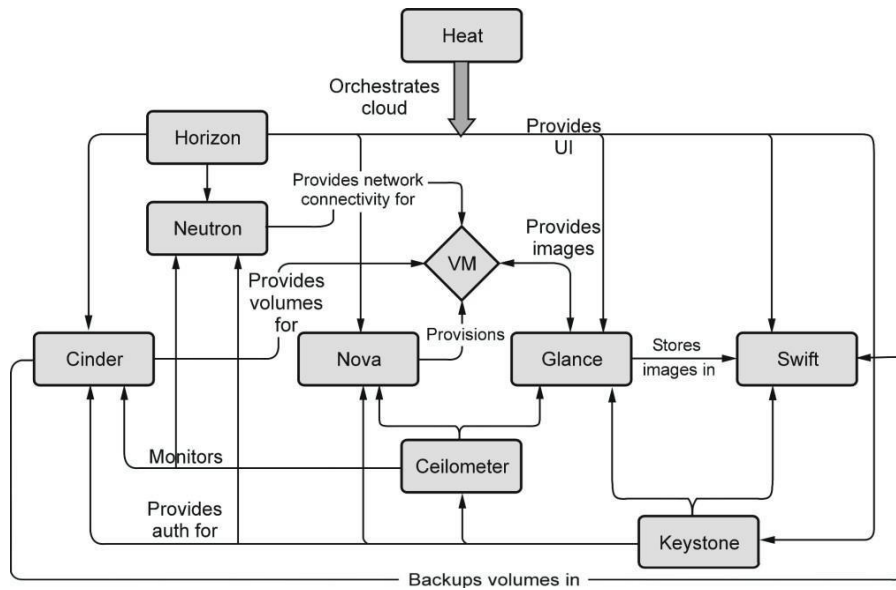 Heat
Orchestrates
cloud
Horizon
Provides
UI
Provides network
connectivity for
Neutron
Provides
images
VM
Provides
volumes
for
Provisions
Cinder
Nova
Glance
Stores
images in
Swift
Monitors
Ceilometer
Provides
auth for
Keystone
Backups volumes in